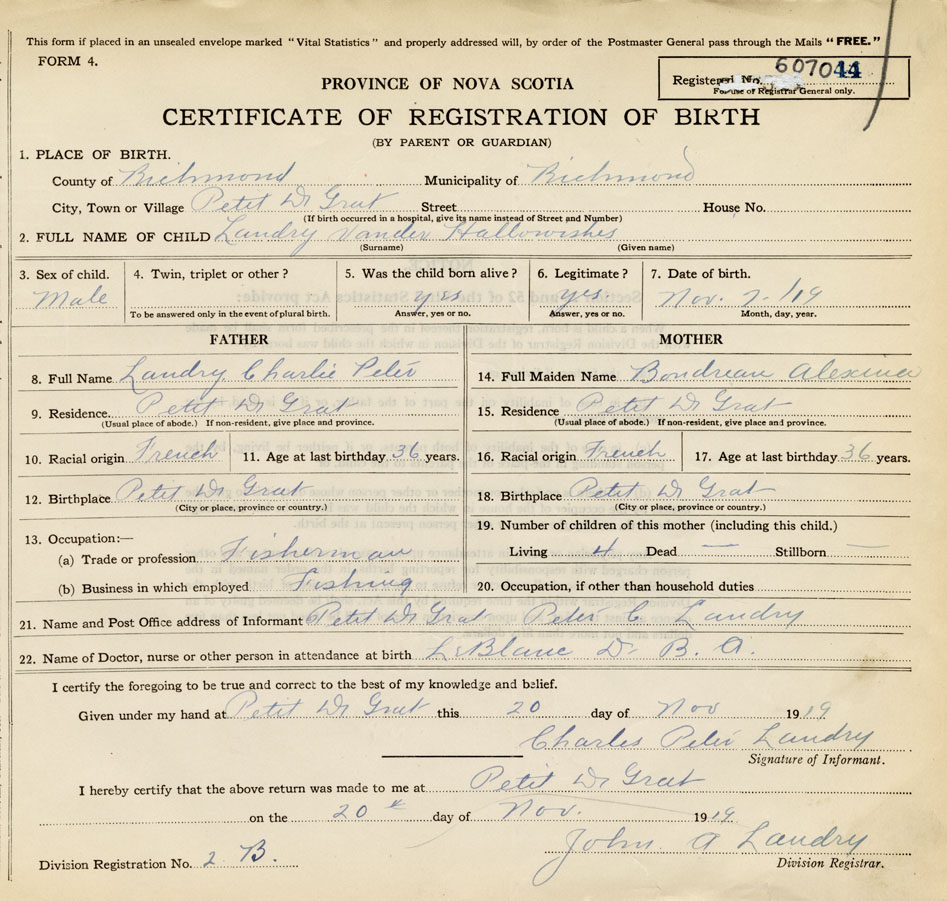 This form if placed in an unsealed envelope marked "Vital Statistics" and properly addressed will, by order of the Postmaster General pass through the Mails "FREE."
FORM 4.
Registered No. 607044
For use of Registrar General only.
PROVINCE OF NOVA SCOTIA
CERTIFICATE OF REGISTRATION OF BIRTH
(BY PARENT OR GUARDIAN)
1. PLACE OF BIRTH.
County of Richmond Municipality of Richmond
City, Town or Village Petit De Grat Street House No.
(If birth occurred in a hospital, give its name instead of Street and Number)
2. FULL NAME OF CHILD Landry Vander
(Surname) (Given name)
3. Sex of child. 4. Twin, triplet or other? 5. Was the child born alive? 6. Legitimate? 7. Date of birth.
Male yes yes Nov. 7-/19
To be answered only in the event of plural birth. Answer, yes or no. Answer, yes or no. Month, day, year.
FATHER
8. Full Name Landry Charlie Peter
9. Residence Petit De Grat
(Usual place of abode.) If non-resident, give place and province.
10. Racial origin French 11. Age at last birthday 36 years.
12. Birthplace Petit De Grat
(City or place, province or country.)
13. Occupation:—
(a) Trade or profession Fisherman
(b) Business in which employed Fishing
MOTHER
14. Full Maiden Name Boudreau Alexina
15. Residence Petit De Grat
(Usual place of abode.) If non-resident, give place and province.
16. Racial origin French 17. Age at last birthday 36 years.
18. Birthplace Petit De Grat
(City or place, province or country.)
19. Number of children of this mother (including this child.)
Living 4 Dead — Stillborn —
20. Occupation, if other than household duties
21. Name and Post Office address of Informant Petit De Grat Peter C. Landry
22. Name of Doctor, nurse or other person in attendance at birth LeBlanc Dr B. A.
I certify the foregoing to be true and correct to the best of my knowledge and belief.
Given under my hand at Petit De Grat this 20 day of Nov 1919
Charles Peter Landry
Signature of Informant.
I hereby certify that the above return was made to me at Petit De Grat
on the 20th day of Nov. 1919
John A Landry
Division Registrar.
Division Registration No. 2 B.